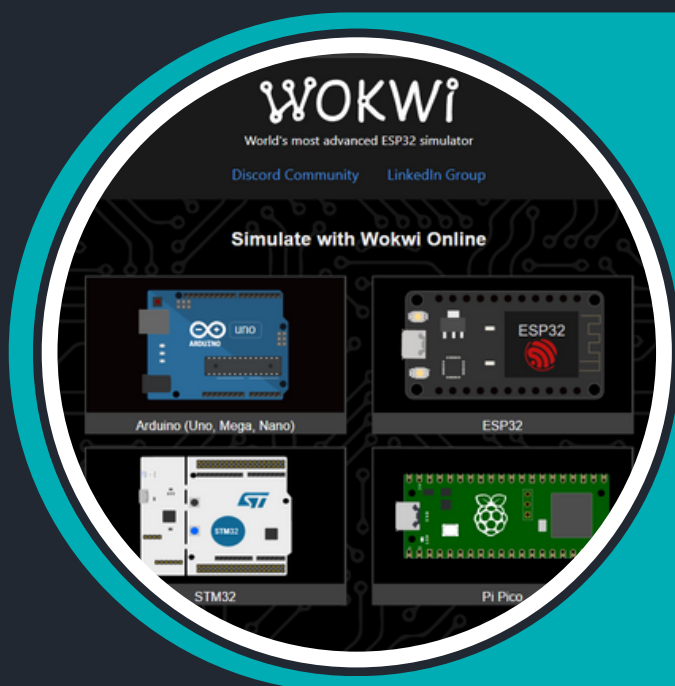 WOKWi
World's most advanced ESP32 simulator
Discord Community LinkedIn Group
Simulate with Wokwi Online
UNO
ARDUINO
ESP32
Arduino (Uno, Mega, Nano)
ESP32
ST
STM32
STM32
Pi Pico